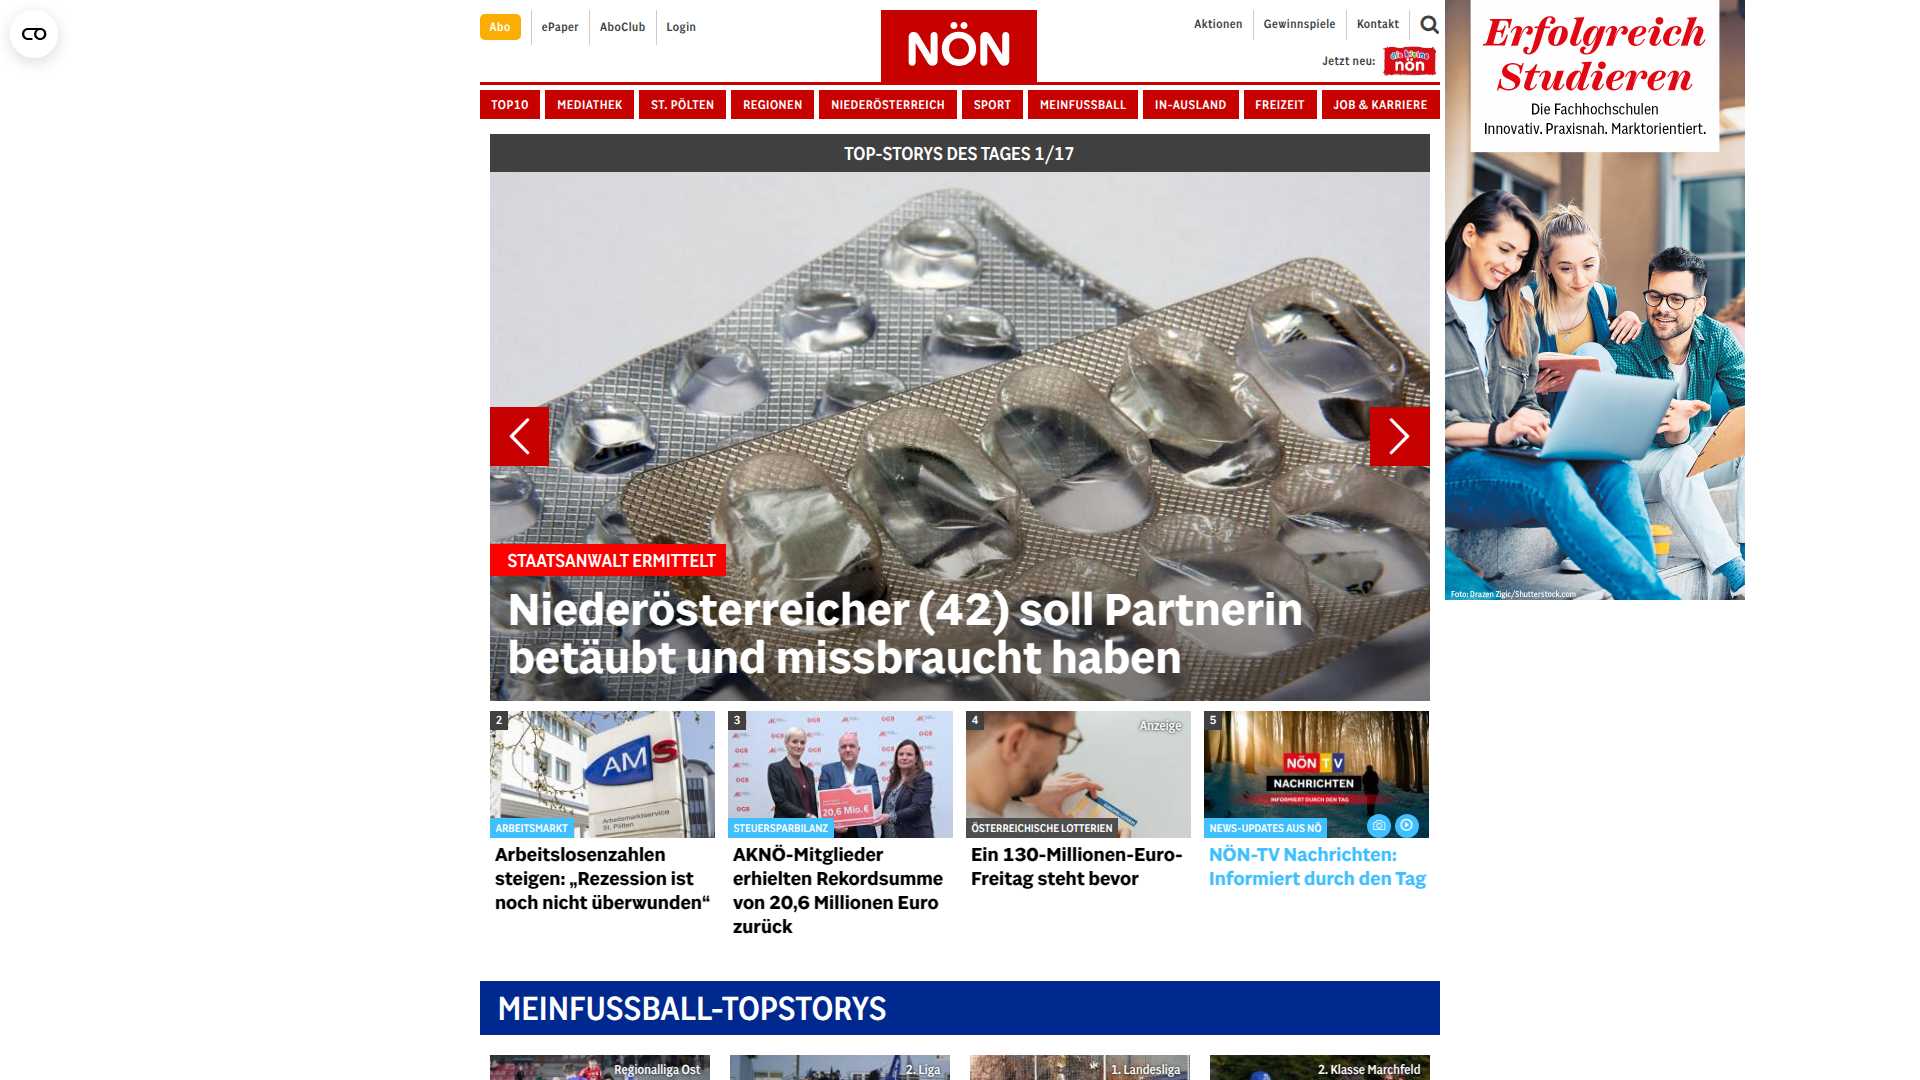 Abo
ePaper
AboClub
Login
NÖN
Aktionen
Gewinnspiele
Kontakt
Jetzt neu:
die kleine
nön
TOP10
MEDIATHEK
ST. PÖLTEN
REGIONEN
NIEDERÖSTERREICH
SPORT
MEINFUSSBALL
IN-AUSLAND
FREIZEIT
JOB & KARRIERE
Erfolgreich
Studieren
Die Fachhochschulen
Innovativ. Praxisnah. Marktorientiert.
Foto: Drazen Zigic/Shutterstock.com
TOP-STORYS DES TAGES 1/17
STAATSANWALT ERMITTELT
Niederösterreicher (42) soll Partnerin
betäubt und missbraucht haben
2
AMS
Arbeitsmarktservice
St. Pölten
ARBEITSMARKT
Arbeitslosenzahlen
steigen: „Rezession ist
noch nicht überwunden“
3
ÖGB
20,6 Mio. €
STEUERSPARBILANZ
AKNÖ-Mitglieder
erhielten Rekordsumme
von 20,6 Millionen Euro
zurück
4
Anzeige
ÖSTERREICHISCHE LOTTERIEN
Ein 130-Millionen-Euro-
Freitag steht bevor
5
NÖN TV
NACHRICHTEN
INFORMIERT DURCH DEN TAG
NEWS-UPDATES AUS NÖ
NÖN-TV Nachrichten:
Informiert durch den Tag
MEINFUSSBALL-TOPSTORYS
Regionalliga Ost
2. Liga
1. Landesliga
2. Klasse Marchfeld